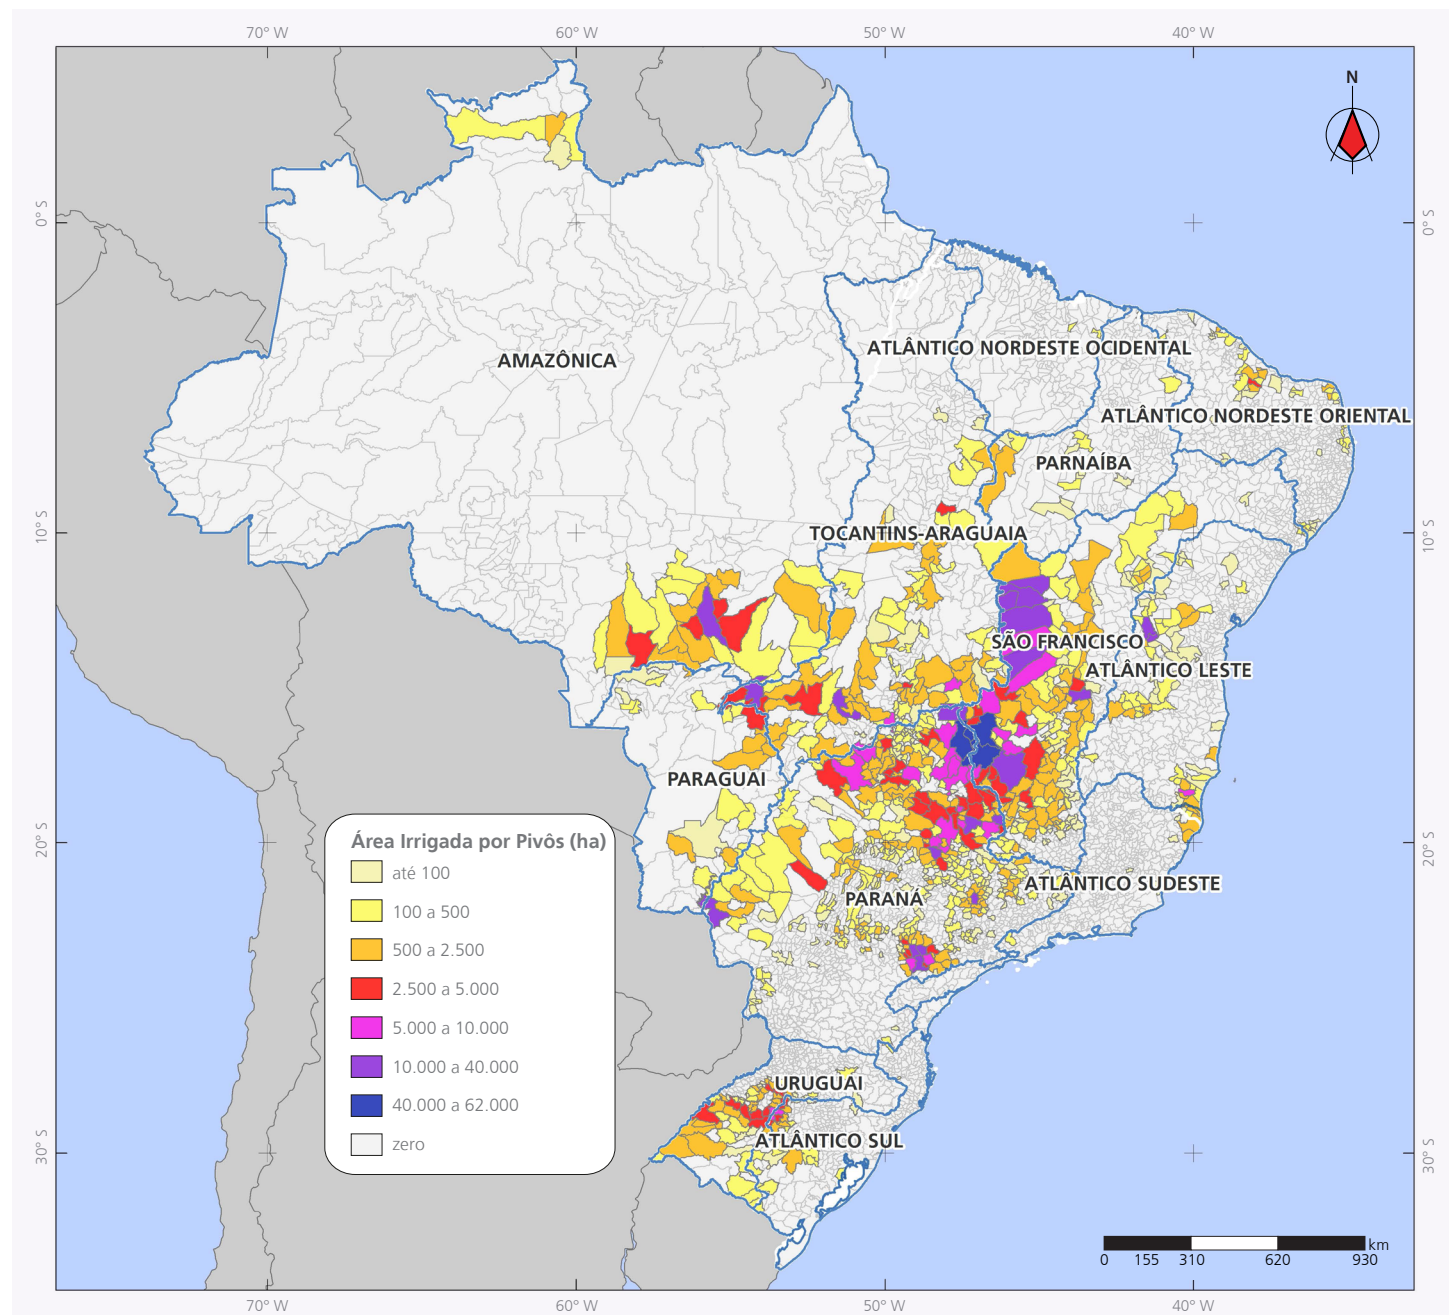 70° W
60° W
50° W
40° W
N
0° S
0° S
ATLÂNTICO NORDESTE OCIDENTAL
AMAZÔNICA
ATLÂNTICO NORDESTE ORIENTAL
PARNAÍBA
10° S
TOCANTINS-ARAGUAIA
10° S
SÃO FRANCISCO
ATLÂNTICO LESTE
PARAGUAI
20° S
20° S
ATLÂNTICO SUDESTE
PARANÁ
Área Irrigada por Pivôs (ha)
até 100
100 a 500
500 a 2.500
2.500 a 5.000
5.000 a 10.000
10.000 a 40.000
40.000 a 62.000
zero
URUGUAI
ATLÂNTICO SUL
30° S
30° S
km
0 155 310 620 930
70° W
60° W
50° W
40° W